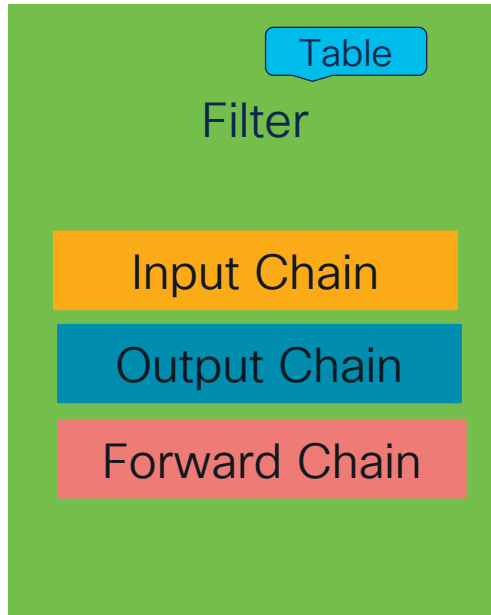 Table
Filter
Input Chain
Output Chain
Forward Chain